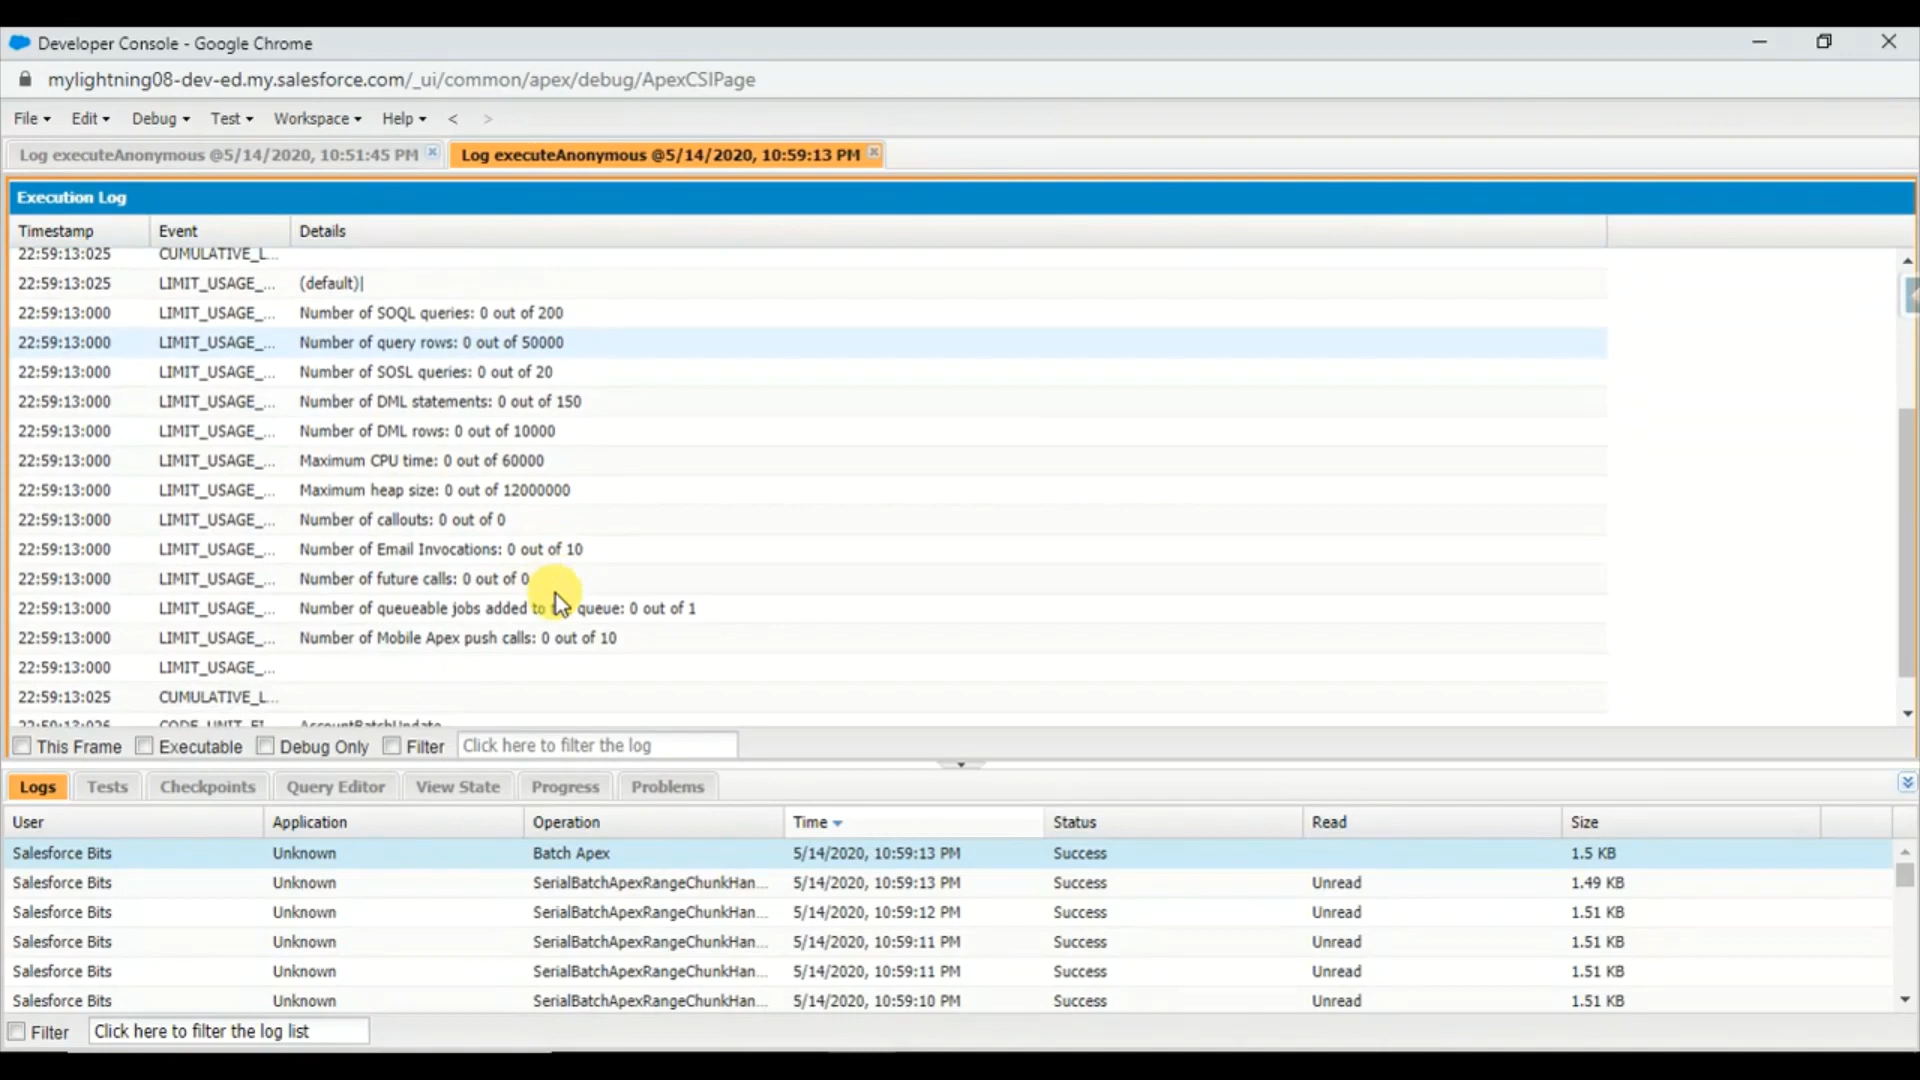 Developer Console - Google Chrome
mylightning08-dev-ed.my.salesforce.com/_ui/common/apex/debug/ApexCSIPage
File Edit Debug Test Workspace Help < >
Log executeAnonymous @5/14/2020, 10:51:45 PM Log executeAnonymous @5/14/2020, 10:59:13 PM
Execution Log
Timestamp Event Details
22:59:13:025 CUMULATIVE_L...
22:59:13:025 LIMIT_USAGE_... (default)|
22:59:13:000 LIMIT_USAGE_... Number of SOQL queries: 0 out of 200
22:59:13:000 LIMIT_USAGE_... Number of query rows: 0 out of 50000
22:59:13:000 LIMIT_USAGE_... Number of SOSL queries: 0 out of 20
22:59:13:000 LIMIT_USAGE_... Number of DML statements: 0 out of 150
22:59:13:000 LIMIT_USAGE_... Number of DML rows: 0 out of 10000
22:59:13:000 LIMIT_USAGE_... Maximum CPU time: 0 out of 60000
22:59:13:000 LIMIT_USAGE_... Maximum heap size: 0 out of 12000000
22:59:13:000 LIMIT_USAGE_... Number of callouts: 0 out of 0
22:59:13:000 LIMIT_USAGE_... Number of Email Invocations: 0 out of 10
22:59:13:000 LIMIT_USAGE_... Number of future calls: 0 out of 0
22:59:13:000 LIMIT_USAGE_... Number of queueable jobs added to queue: 0 out of 1
22:59:13:000 LIMIT_USAGE_... Number of Mobile Apex push calls: 0 out of 10
22:59:13:000 LIMIT_USAGE_...
22:59:13:025 CUMULATIVE_L...
22:59:13:026 CODE_UNIT_FI... AccountBatchUpdate
This Frame Executable Debug Only Filter Click here to filter the log
Logs Tests Checkpoints Query Editor View State Progress Problems
User Application Operation Time Status Read Size
Salesforce Bits Unknown Batch Apex 5/14/2020, 10:59:13 PM Success 1.5 KB
Salesforce Bits Unknown SerialBatchApexRangeChunkHan... 5/14/2020, 10:59:13 PM Success Unread 1.49 KB
Salesforce Bits Unknown SerialBatchApexRangeChunkHan... 5/14/2020, 10:59:12 PM Success Unread 1.51 KB
Salesforce Bits Unknown SerialBatchApexRangeChunkHan... 5/14/2020, 10:59:11 PM Success Unread 1.51 KB
Salesforce Bits Unknown SerialBatchApexRangeChunkHan... 5/14/2020, 10:59:11 PM Success Unread 1.51 KB
Salesforce Bits Unknown SerialBatchApexRangeChunkHan... 5/14/2020, 10:59:10 PM Success Unread 1.51 KB
Filter Click here to filter the log list